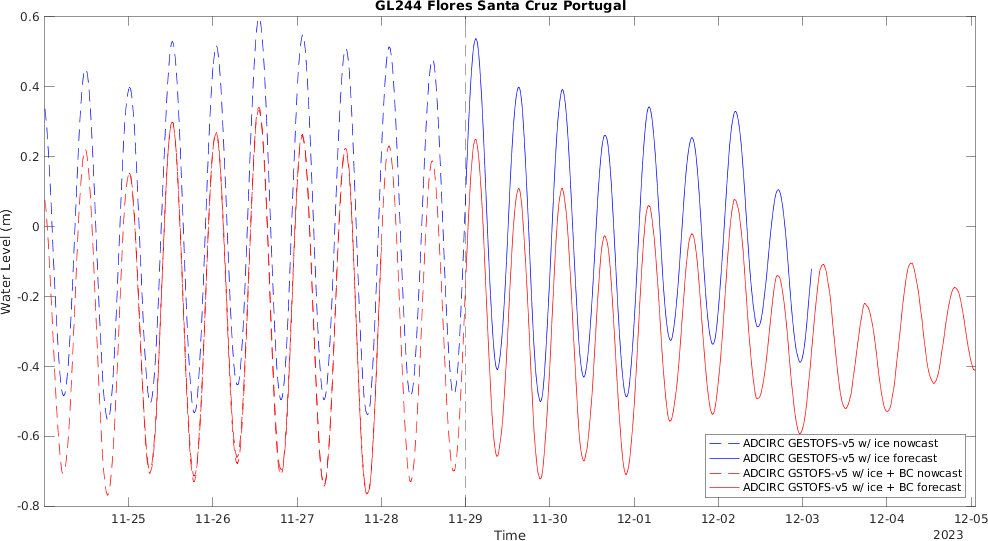 GL244 Flores Santa Cruz Portugal
0.6
0.4
0.2
0
-0.2
-0.4
-0.6
-0.8
Water Level (m)
ADCIRC GESTOFS-v5 w/ ice nowcast
ADCIRC GESTOFS-v5 w/ ice forecast
ADCIRC GSTOFS-v5 w/ ice + BC nowcast
ADCIRC GSTOFS-v5 w/ ice + BC forecast
11-25 11-26 11-27 11-28 11-29 11-30 12-01 12-02 12-03 12-04 12-05
Time
2023